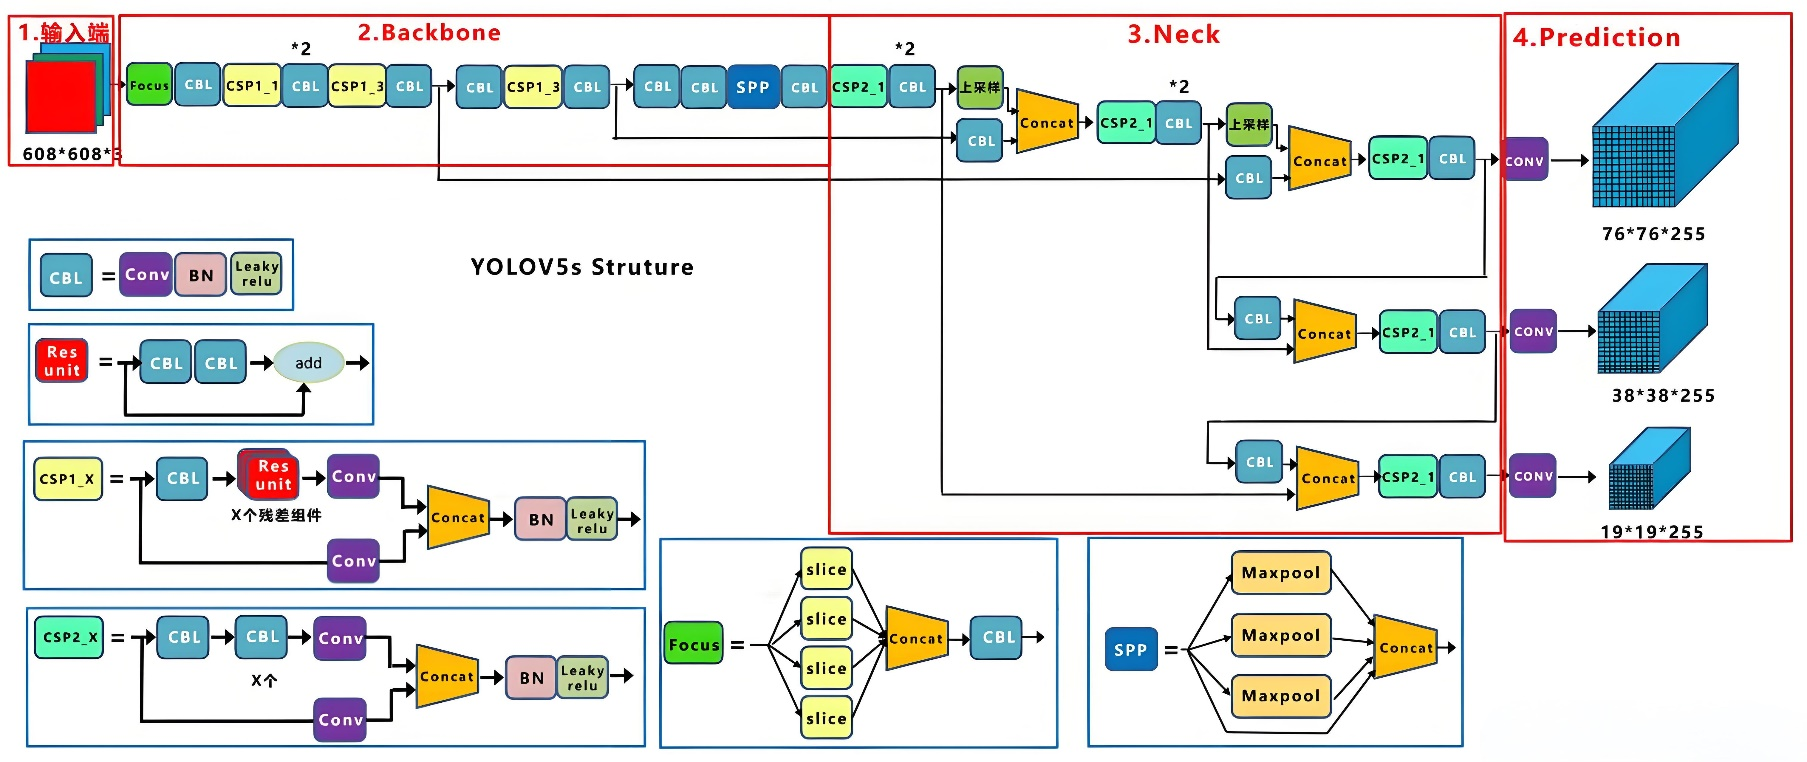 1.输入端
2.Backbone
3.Neck
4.Prediction
*2
*2
*2
608*608*3
Focus CBL CSP1_1 CBL CSP1_3 CBL CBL CSP1_3 CBL CBL CBL SPP CBL CSP2_1 CBL
上采样
CBL
Concat
CSP2_1 CBL
上采样
CBL
Concat
CSP2_1 CBL
CONV
76*76*255
YOLOV5s Struture
CBL
Concat
CSP2_1 CBL
CONV
38*38*255
CBL
Concat
CSP2_1 CBL
CONV
19*19*255
CBL = Conv BN Leaky
relu
Res
unit
= CBL CBL add
CSP1_X = CBL
Res
unit
Conv
X个残差组件
Conv
Concat
BN
Leaky
relu
CSP2_X = CBL CBL Conv
X个
Conv
Concat
BN
Leaky
relu
Focus =
slice
slice
slice
slice
Concat
CBL
SPP =
Maxpool
Maxpool
Maxpool
Concat